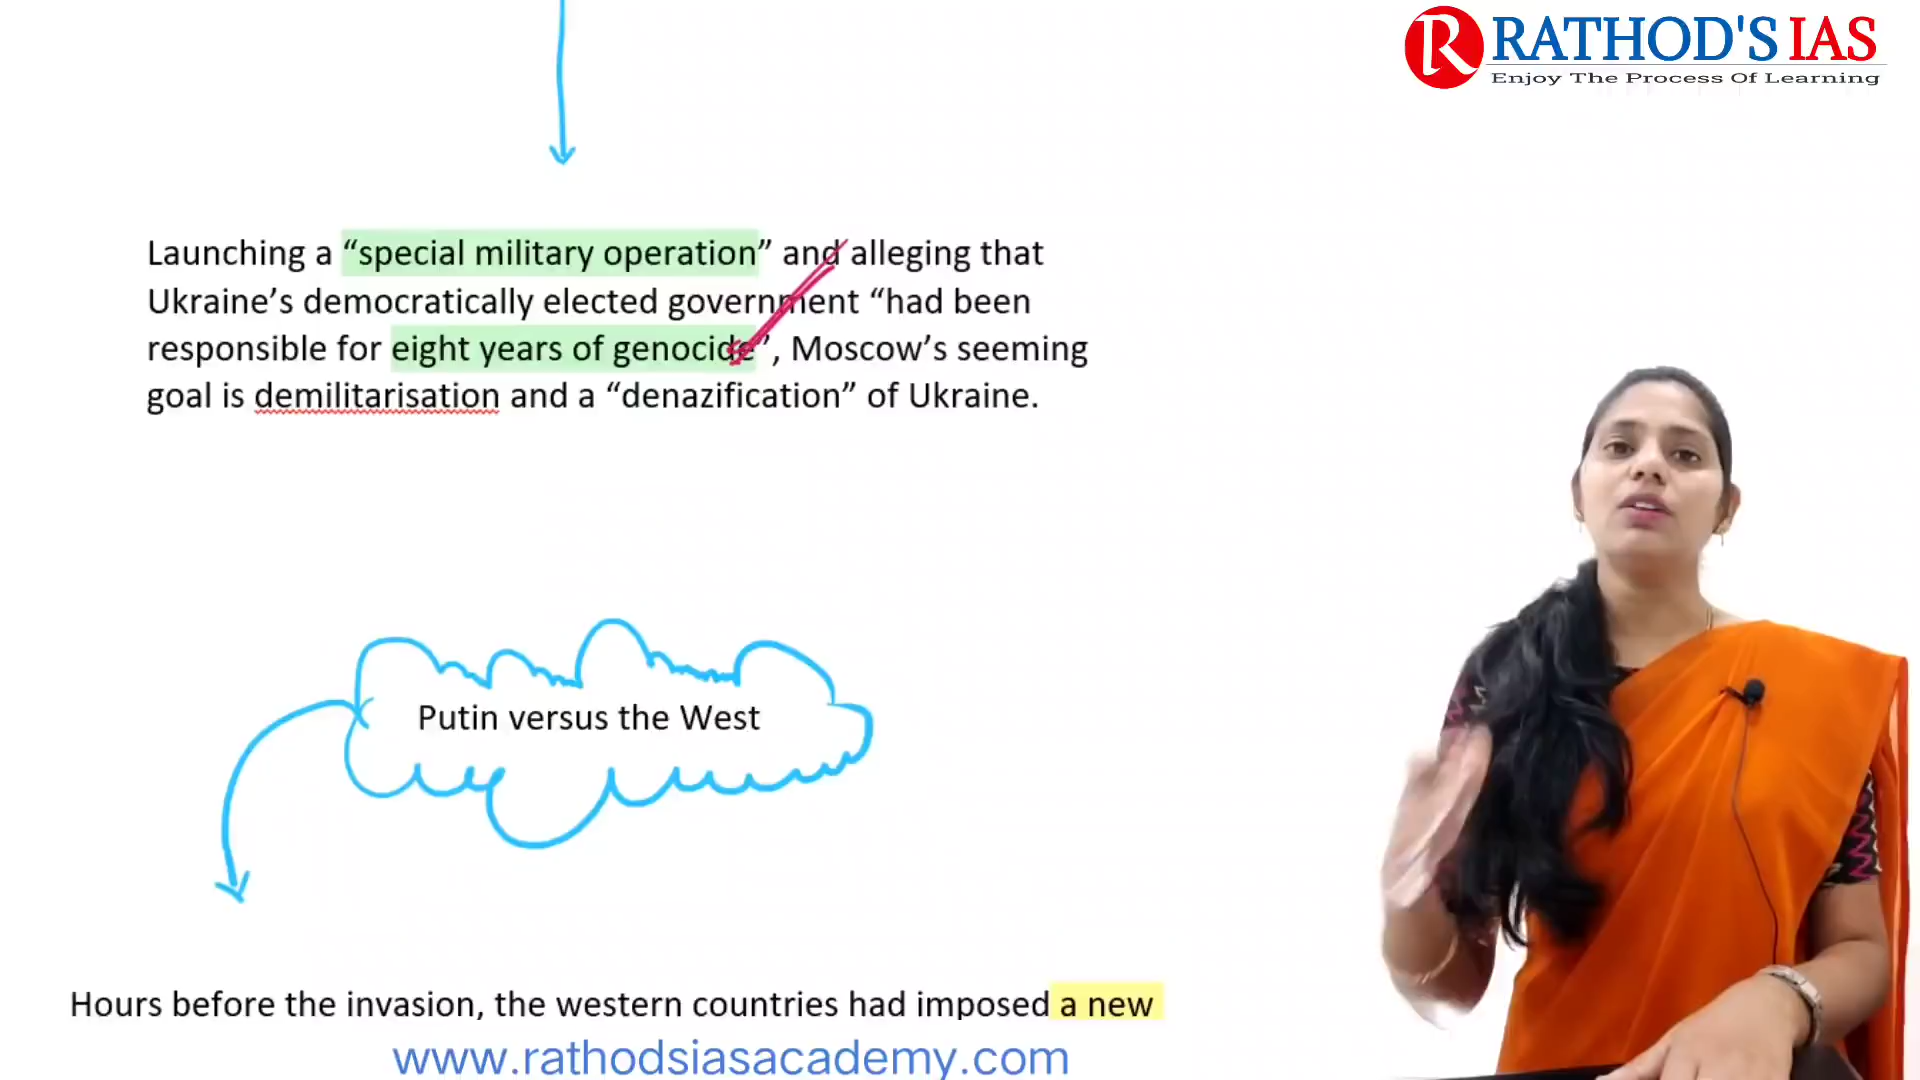 RATHOD'S IAS
Enjoy The Process Of Learning
Launching a “special military operation” and alleging that
Ukraine’s democratically elected government “had been
responsible for eight years of genocide”, Moscow’s seeming
goal is demilitarisation and a “denazification” of Ukraine.
Putin versus the West
Hours before the invasion, the western countries had imposed a new
www.rathodsiasacademy.com